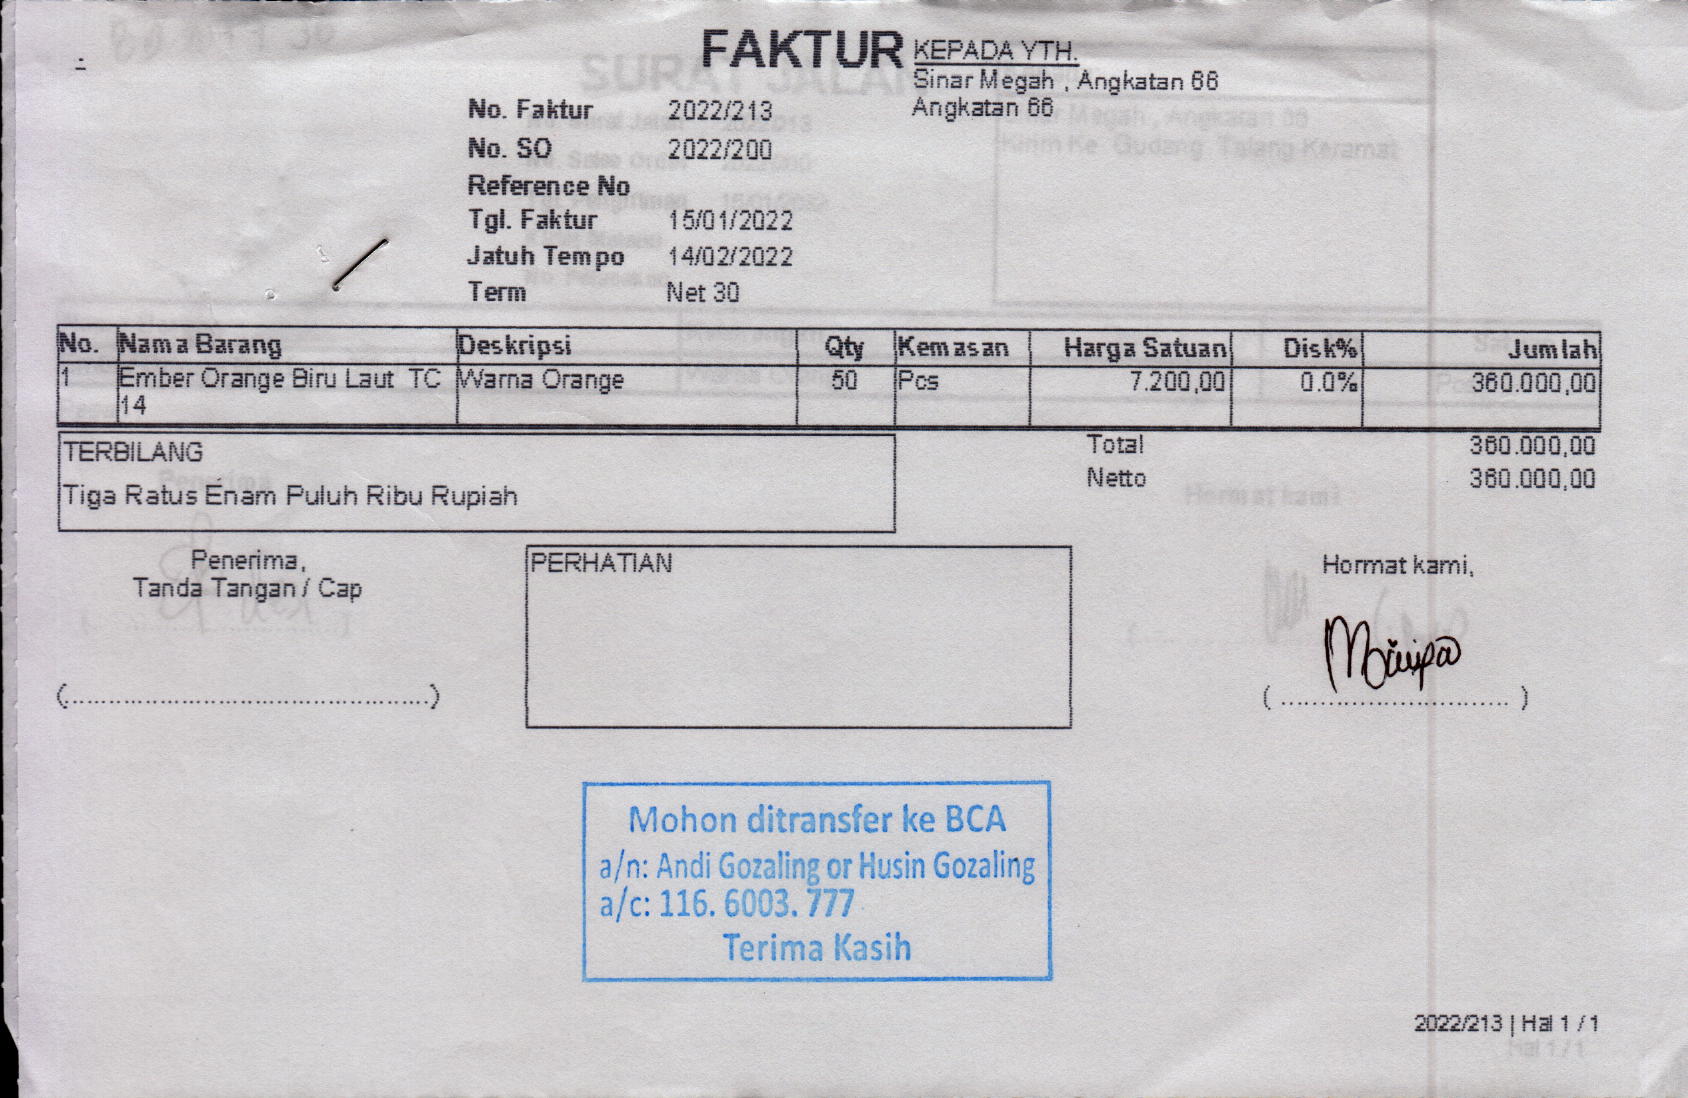 FAKTUR
KEPADA YTH.
Sinar Megah , Angkatan 66
Angkatan 66
No. Faktur 2022/213
No. SO 2022/200
Reference No
Tgl. Faktur 15/01/2022
Jatuh Tempo 14/02/2022
Term Net 30
No. Nama Barang Deskripsi Qty Kemasan Harga Satuan Disk% Jumlah
1 Ember Orange Biru Laut TC Warna Orange 50 Pcs 7.200,00 0.0% 360.000,00
14
TERBILANG
Tiga Ratus Enam Puluh Ribu Rupiah
Total 360.000,00
Netto 360.000,00
Penerima,
Tanda Tangan / Cap
(..............................................)
PERHATIAN
Hormat kami,
( ............................. )
Mohon ditransfer ke BCA
a/n: Andi Gozaling or Husin Gozaling
a/c: 116. 6003. 777
Terima Kasih
2022/213 | Hal 1 / 1